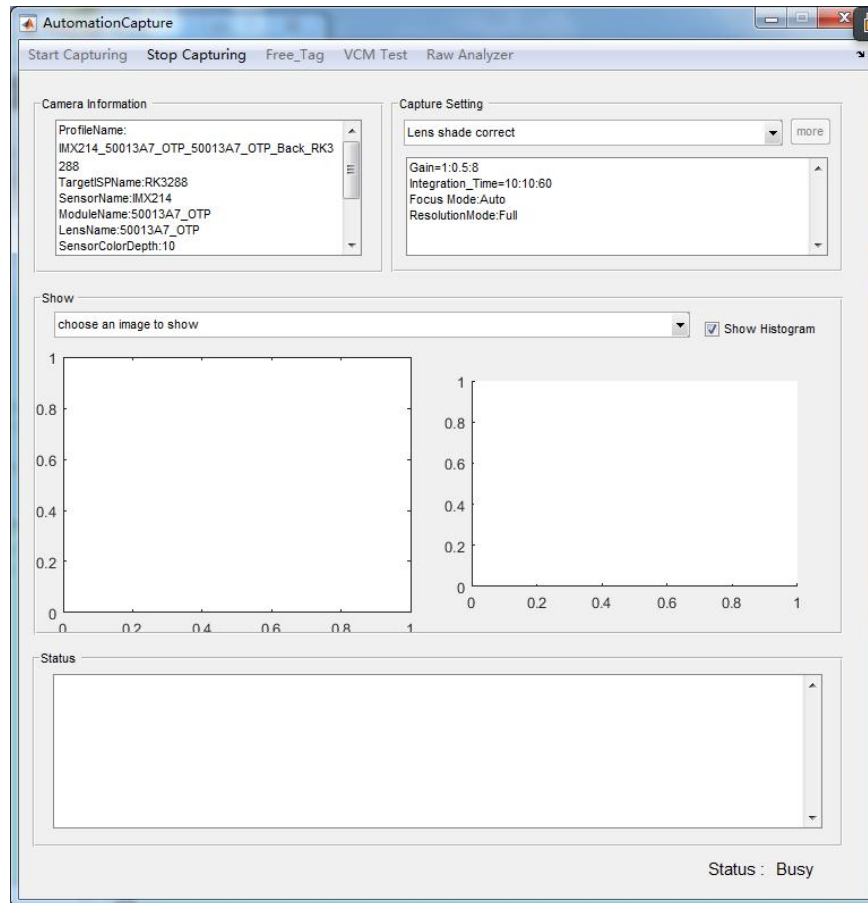 AutomationCapture
Start Capturing Stop Capturing Free_Tag VCM Test Raw Analyzer
Camera Information
ProfileName:
IMX214_50013A7_OTP_50013A7_OTP_Back_RK3
288
TargetISPName:RK3288
SensorName:IMX214
ModuleName:50013A7_OTP
LensName:50013A7_OTP
SensorColorDepth:10
Capture Setting
Lens shade correct
more
Gain=1:0.5:8
Integration_Time=10:10:60
Focus Mode:Auto
ResolutionMode:Full
Show
choose an image to show
Show Histogram
1
0.8
0.6
0.4
0.2
0
0 0.2 0.4 0.6 0.8 1
1
0.8
0.6
0.4
0.2
0
0 0.2 0.4 0.6 0.8 1
Status
Status : Busy